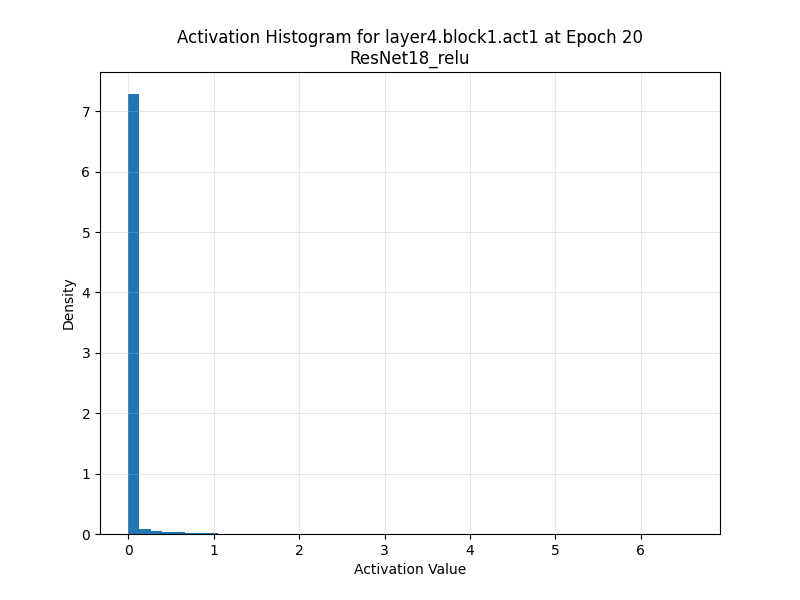 Activation Histogram for layer4.block1.act1 at Epoch 20
ResNet18_relu
7
6
5
4
3
2
1
0
Density
0 1 2 3 4 5 6
Activation Value